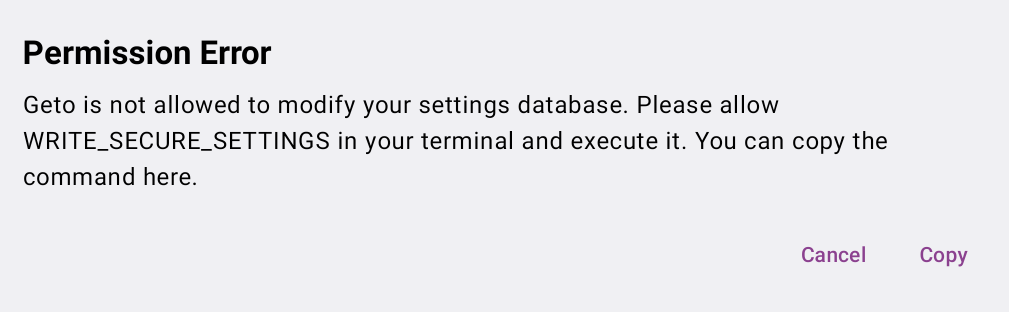 Permission Error
Geto is not allowed to modify your settings database. Please allow
WRITE_SECURE_SETTINGS in your terminal and execute it. You can copy the
command here.
Cancel Copy